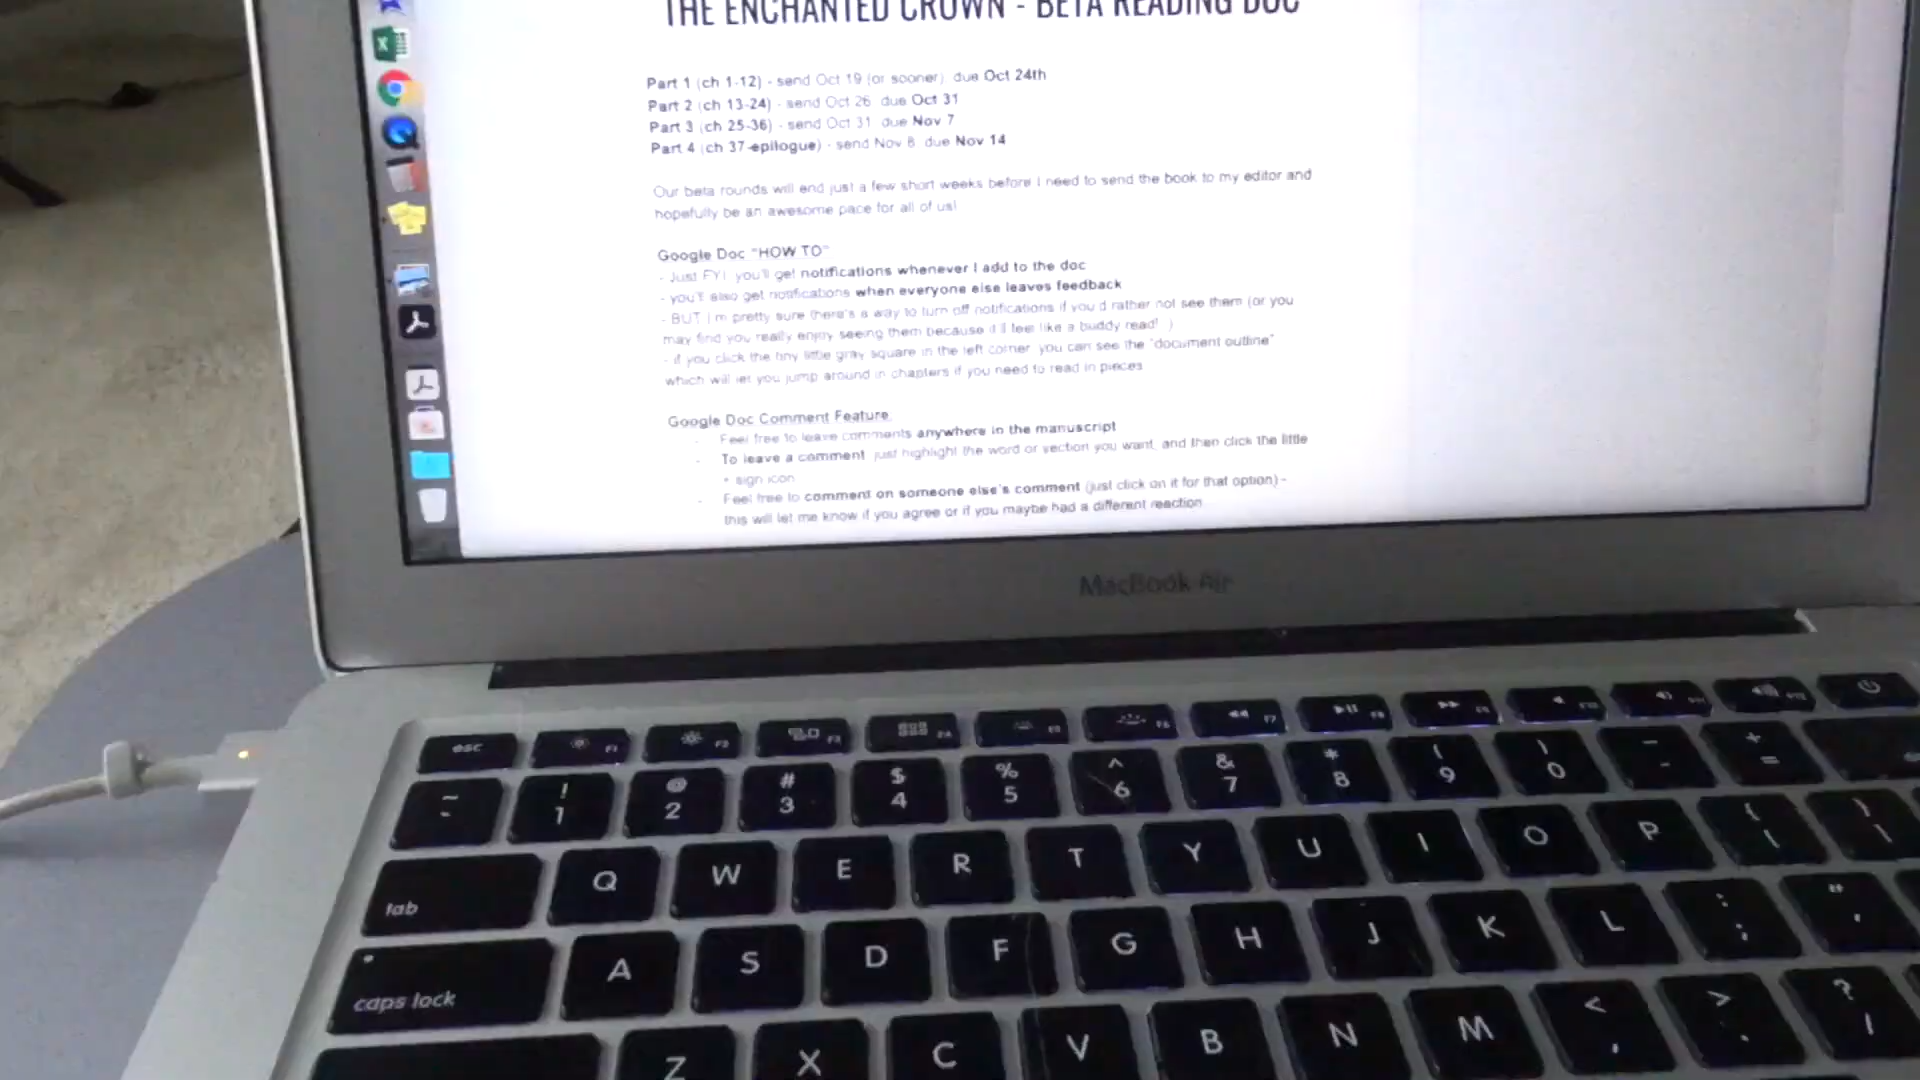 THE ENCHANTED CROWN - BETA READING DOC
Part 1 (ch 1-12) - send Oct 19 (or sooner) due Oct 24th
Part 2 (ch 13-24) - send Oct 26 due Oct 31
Part 3 (ch 25-36) - send Oct 31 due Nov 7
Part 4 (ch 37-epilogue) - send Nov 8 due Nov 14
Our beta rounds will end just a few short weeks before I need to send the book to my editor and
hopefully be an awesome pace for all of us!
Google Doc "HOW TO"
- Just FYI you'll get notifications whenever I add to the doc
- you'll also get notifications when everyone else leaves feedback
- BUT I'm pretty sure there's a way to turn off notifications if you'd rather not see them (or you
may find you really enjoy seeing them because it'll feel like a buddy read! )
- if you click the tiny little gray square in the left corner you can see the "document outline"
which will let you jump around in chapters if you need to read in pieces
Google Doc Comment Feature:
- Feel free to leave comments anywhere in the manuscript
- To leave a comment just highlight the word or section you want, and then click the little
+ sign icon
- Feel free to comment on someone else's comment (just click on it for that option) -
this will let me know if you agree or if you maybe had a different reaction
MacBook Air
esc F1 F2 F3 F4 F5 F6 F7 F8 F9 F10 F11 F12
~ ! 1 @ 2 # 3 $ 4 % 5 ^ 6 & 7 * 8 ( 9 ) 0 _ - + =
tab Q W E R T Y U I O P { [ } ]
caps lock A S D F G H J K L : ; " '
Z X C V B N M < , > . ? /